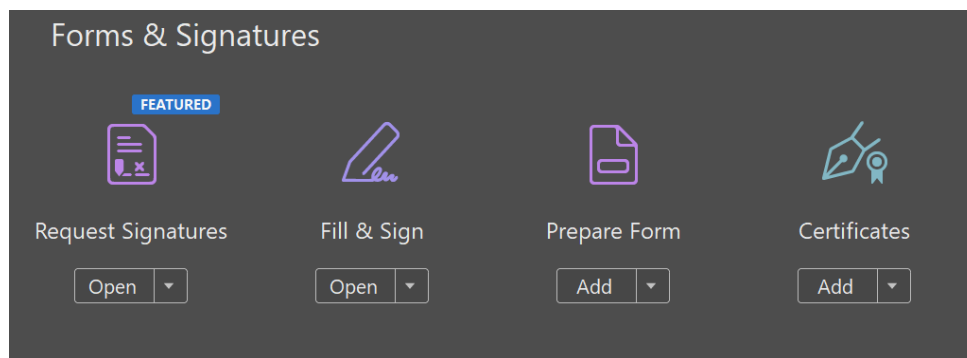 Forms & Signatures
FEATURED
Request Signatures
Fill & Sign
Prepare Form
Certificates
Open
Open
Add
Add